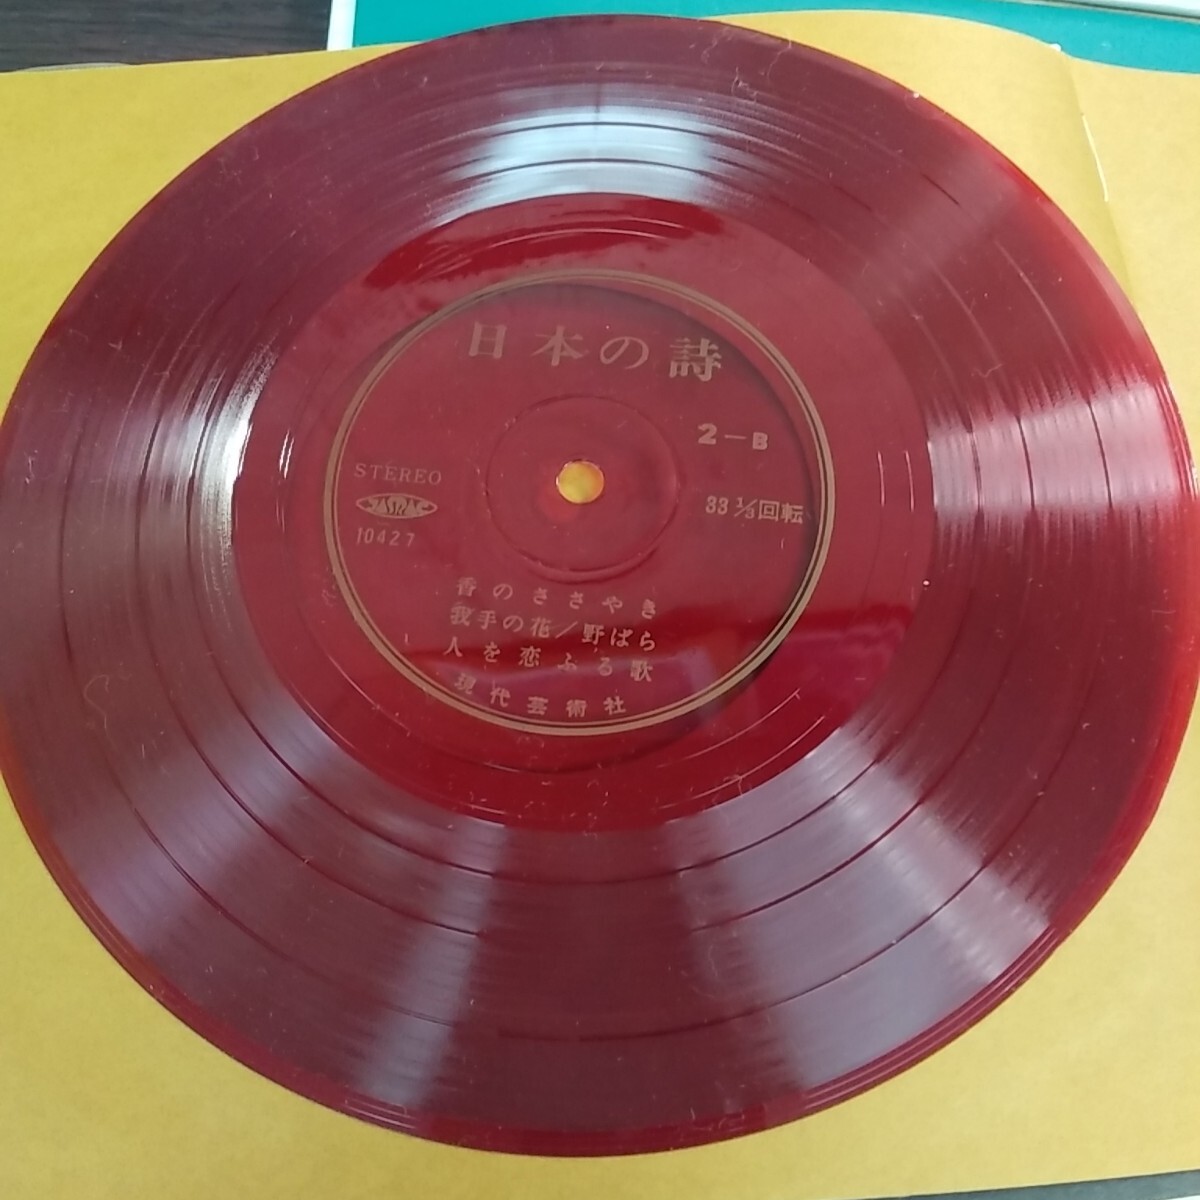 日本の詩
2-B
STEREO
33 1/3回転
JASRAC
10427
香のささやき
我手の花/野ばら
人を恋ふる歌
現代芸術社